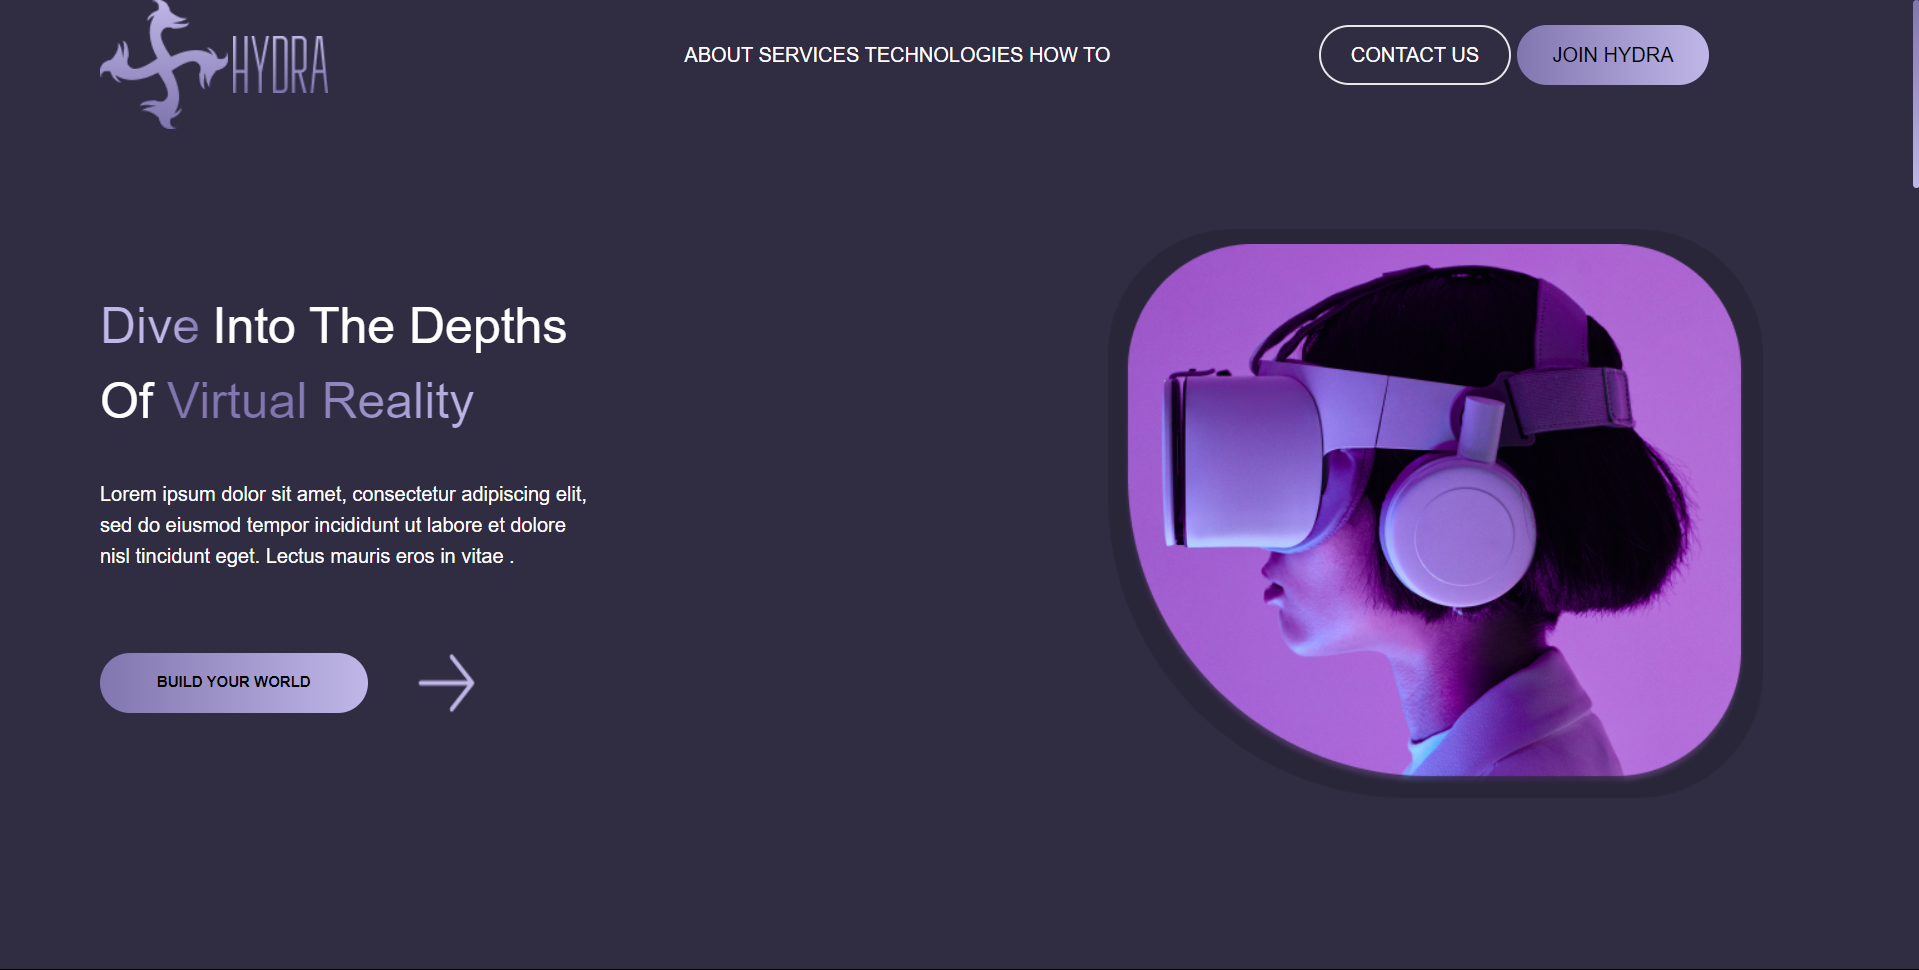 HYDRA
ABOUT SERVICES TECHNOLOGIES HOW TO
CONTACT US
JOIN HYDRA
Dive Into The Depths
Of Virtual Reality
Lorem ipsum dolor sit amet, consectetur adipiscing elit,
sed do eiusmod tempor incididunt ut labore et dolore
nisl tincidunt eget. Lectus mauris eros in vitae .
BUILD YOUR WORLD